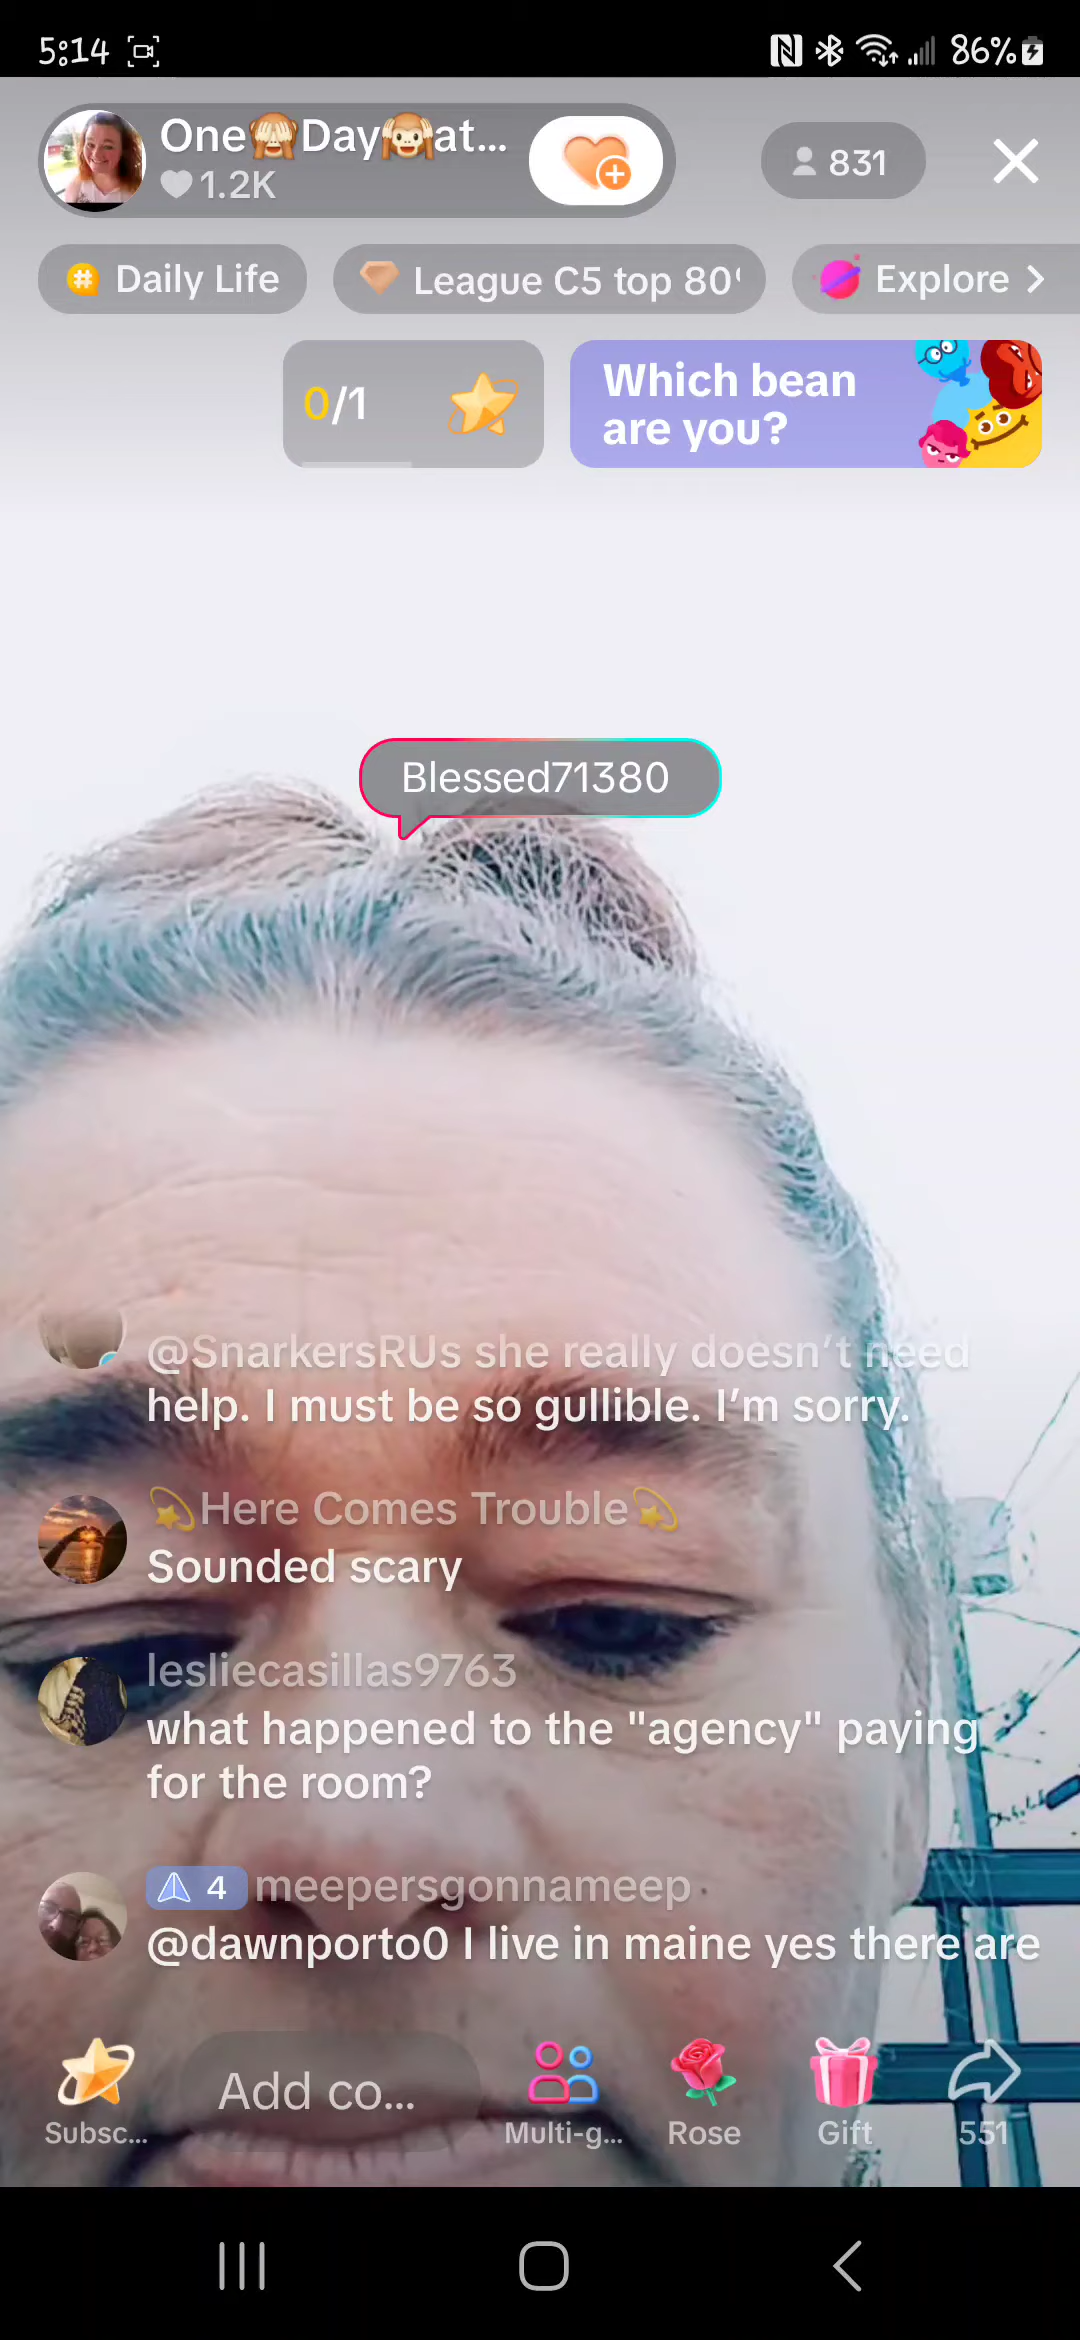 5:14
86%
One🙈Day🙉at...
1.2K
831
Daily Life
League C5 top 80
Explore >
0/1
Which bean
are you?
Blessed71380
@SnarkersRUs she really doesn't need
help. I must be so gullible. I'm sorry.
💫Here Comes Trouble💫
Sounded scary
lesliecasillas9763
what happened to the "agency" paying
for the room?
4 meepersgonnameep
@dawnporto0 I live in maine yes there are
Add co...
Subsc...
Multi-g...
Rose
Gift
551